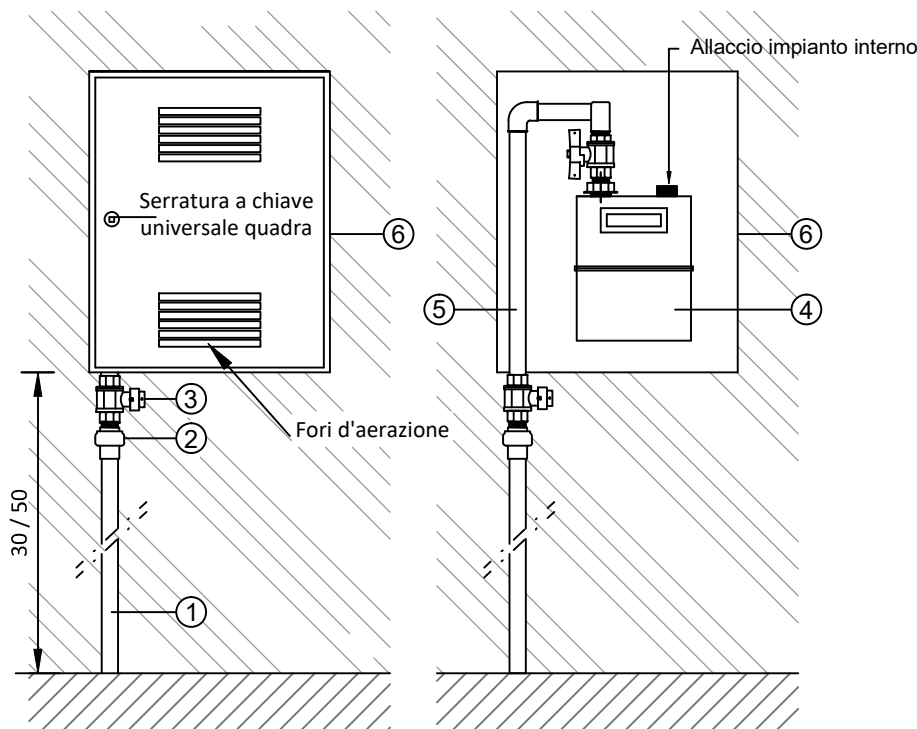 Allaccio impianto interno
Serratura a chiave
universale quadra
6
6
5
4
3
2
Fori d'aerazione
30 / 50
1